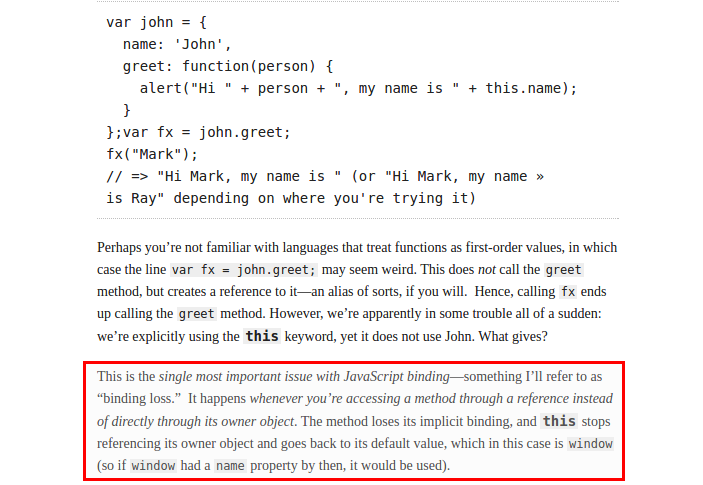 var john = {
  name: 'John',
  greet: function(person) {
    alert("Hi " + person + ", my name is " + this.name);
  }
};var fx = john.greet;
fx("Mark");
// => "Hi Mark, my name is " (or "Hi Mark, my name »
is Ray" depending on where you're trying it)
Perhaps you’re not familiar with languages that treat functions as first-order values, in which
case the line var fx = john.greet; may seem weird. This does not call the greet
method, but creates a reference to it—an alias of sorts, if you will.  Hence, calling fx ends
up calling the greet method. However, we’re apparently in some trouble all of a sudden:
we’re explicitly using the this keyword, yet it does not use John. What gives?
This is the single most important issue with JavaScript binding—something I’ll refer to as
“binding loss.”  It happens whenever you’re accessing a method through a reference instead
of directly through its owner object. The method loses its implicit binding, and this stops
referencing its owner object and goes back to its default value, which in this case is window
(so if window had a name property by then, it would be used).